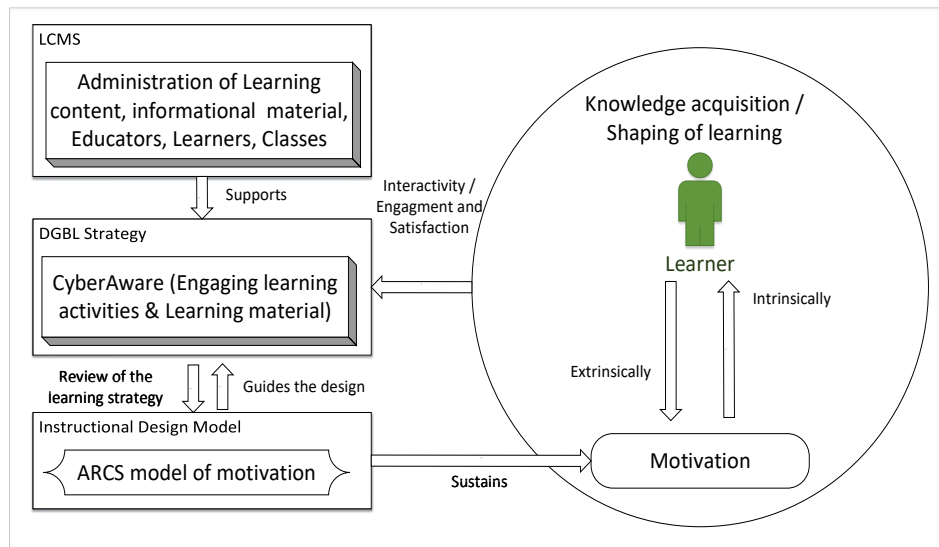 LCMS
Administration of Learning
content, informational material,
Educators, Learners, Classes
Supports
DGBL Strategy
CyberAware (Engaging learning
activities & Learning material)
Review of the
learning strategy
Guides the design
Instructional Design Model
ARCS model of motivation
Sustains
Interactivity /
Engagment and
Satisfaction
Knowledge acquisition /
Shaping of learning
Learner
Intrinsically
Extrinsically
Motivation